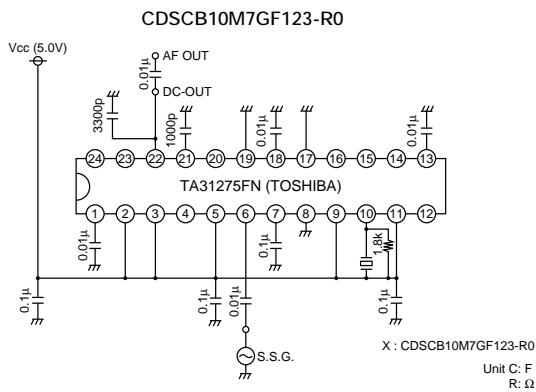 CDSCB10M7GF123-R0
Vcc (5.0V)
AF OUT
0.01μ
DC-OUT
3300p
1000p
0.01μ
0.01μ
24 23 22 21 20 19 18 17 16 15 14 13
TA31275FN (TOSHIBA)
1 2 3 4 5 6 7 8 9 10 11 12
0.01μ
0.1μ
1.8k
0.1μ
0.1μ
0.01μ
0.1μ
S.S.G.
X : CDSCB10M7GF123-R0
Unit C: F
R: Ω